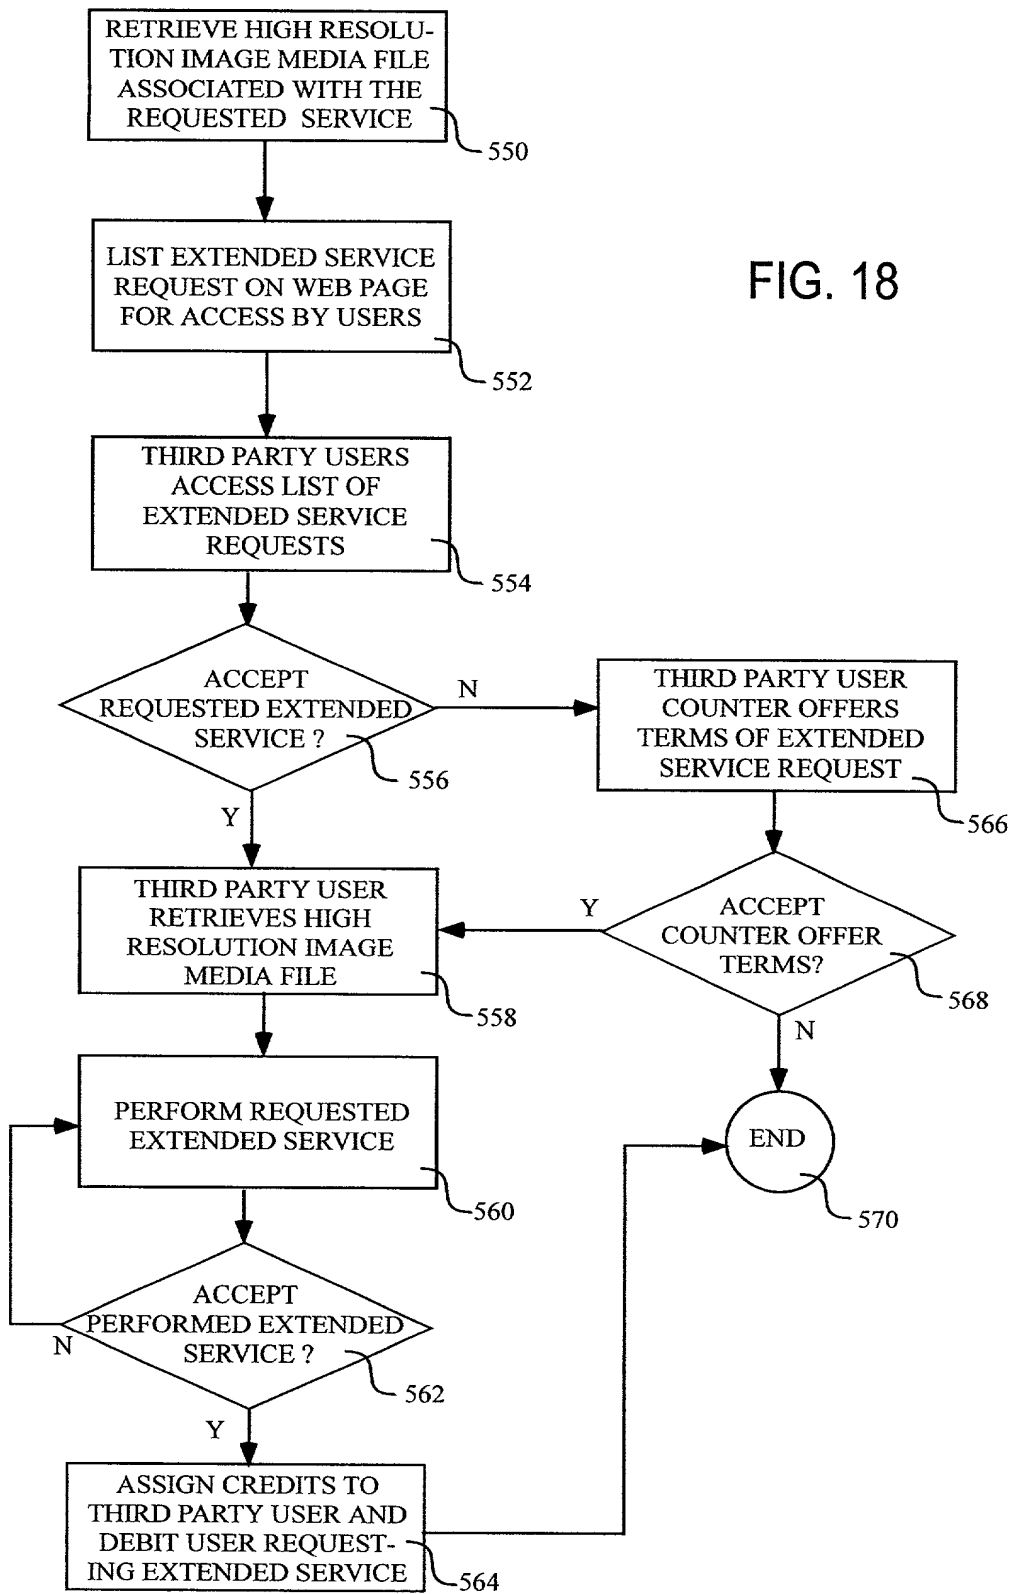 RETRIEVE HIGH RESOLU-
TION IMAGE MEDIA FILE
ASSOCIATED WITH THE
REQUESTED SERVICE
550
LIST EXTENDED SERVICE
REQUEST ON WEB PAGE
FOR ACCESS BY USERS
552
FIG. 18
THIRD PARTY USERS
ACCESS LIST OF
EXTENDED SERVICE
REQUESTS
554
ACCEPT
REQUESTED EXTENDED
SERVICE ?
556
N
Y
THIRD PARTY USER
COUNTER OFFERS
TERMS OF EXTENDED
SERVICE REQUEST
566
THIRD PARTY USER
RETRIEVES HIGH
RESOLUTION IMAGE
MEDIA FILE
558
Y
ACCEPT
COUNTER OFFER
TERMS?
568
N
PERFORM REQUESTED
EXTENDED SERVICE
560
END
570
ACCEPT
PERFORMED EXTENDED
SERVICE ?
562
N
Y
ASSIGN CREDITS TO
THIRD PARTY USER AND
DEBIT USER REQUEST-
ING EXTENDED SERVICE
564